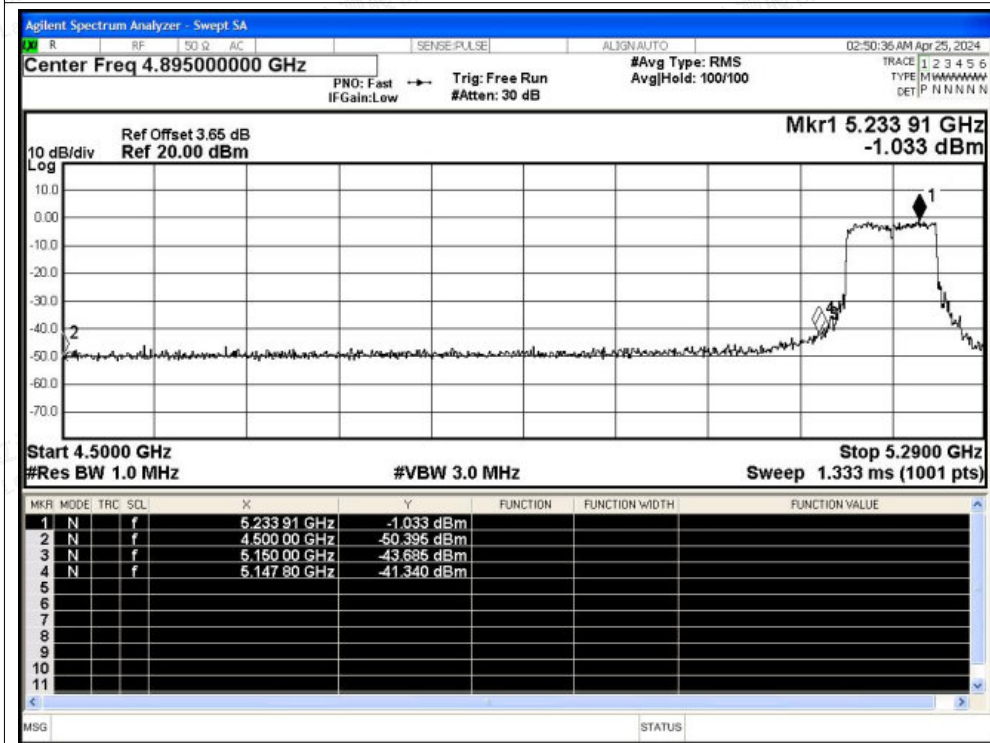 Agilent Spectrum Analyzer - Swept SA
LXI R RF 50 Ω AC SENSE:PULSE ALIGNAUTO 02:50:36 AM Apr 25, 2024
Center Freq 4.895000000 GHz
PNO: Fast Trig: Free Run
IFGain:Low #Atten: 30 dB
#Avg Type: RMS
Avg|Hold: 100/100
TRACE 1 2 3 4 5 6
TYPE M WWWWW
DET P N N N N N
Mkr1 5.233 91 GHz
-1.033 dBm
Ref Offset 3.65 dB
10 dB/div Ref 20.00 dBm
Log
10.0
0.00
-10.0
-20.0
-30.0
-40.0
-50.0
-60.0
-70.0
1
2
4
Start 4.5000 GHz Stop 5.2900 GHz
#Res BW 1.0 MHz #VBW 3.0 MHz Sweep 1.333 ms (1001 pts)
MKR MODE TRC SCL X Y FUNCTION FUNCTION WIDTH FUNCTION VALUE
1 N f 5.233 91 GHz -1.033 dBm
2 N f 4.500 00 GHz -50.395 dBm
3 N f 5.150 00 GHz -43.685 dBm
4 N f 5.147 80 GHz -41.340 dBm
5
6
7
8
9
10
11
MSG STATUS